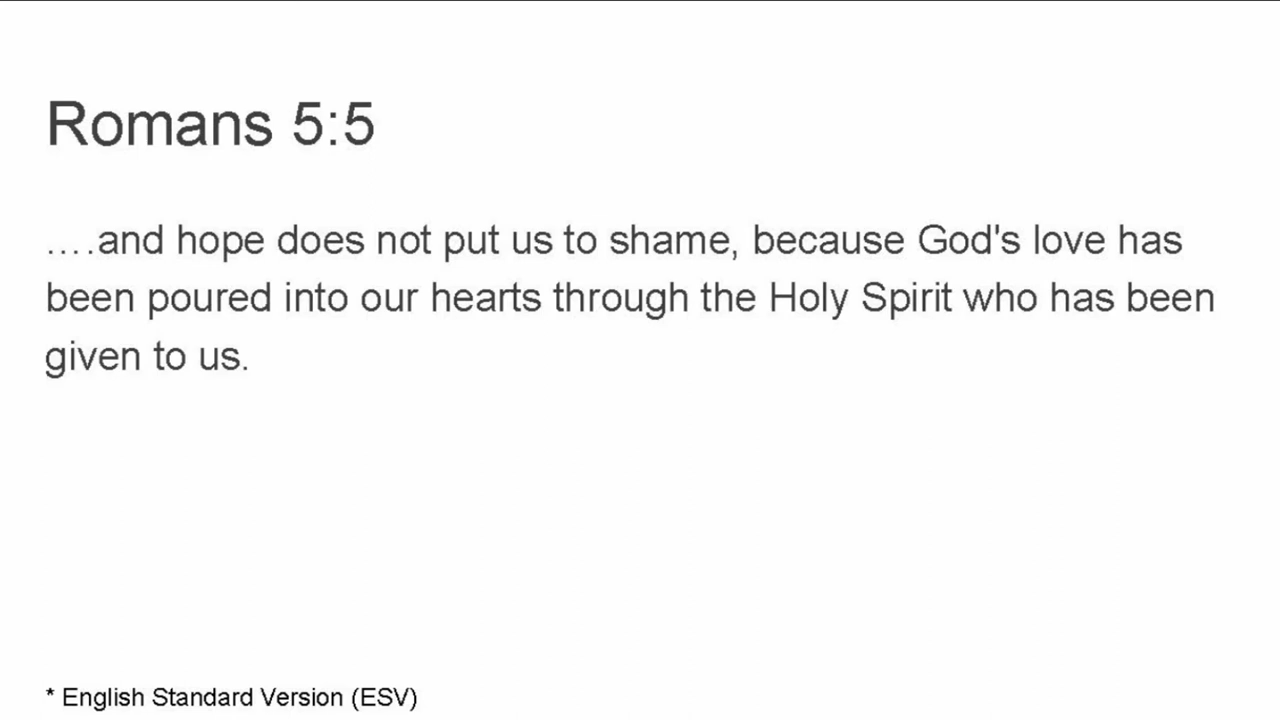 Romans 5:5
….and hope does not put us to shame, because God's love has
been poured into our hearts through the Holy Spirit who has been
given to us.
* English Standard Version (ESV)